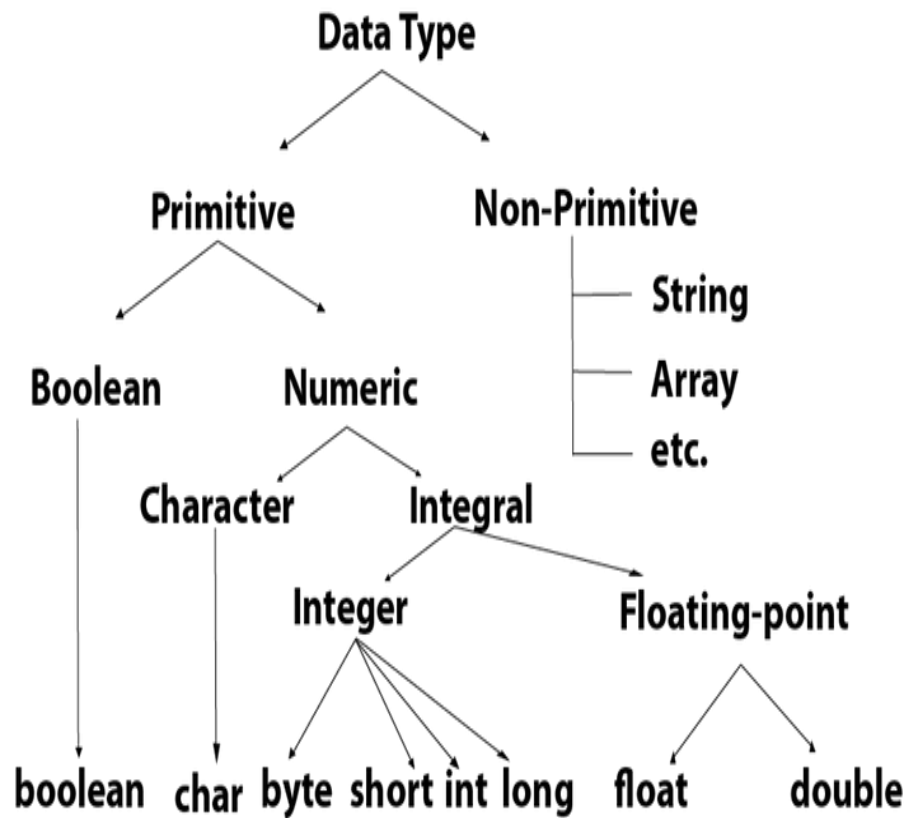 Data Type
Primitive
Non-Primitive
String
Array
etc.
Boolean
Numeric
Character
Integral
Integer
Floating-point
boolean
char
byte
short
int
long
float
double